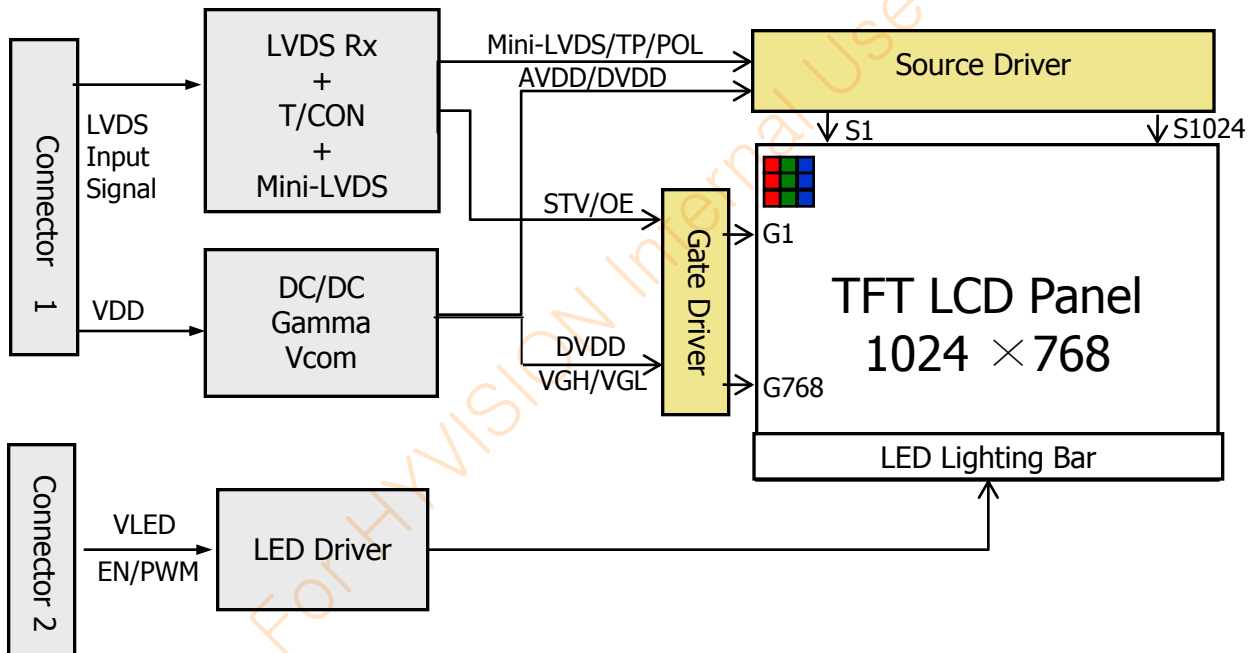 Connector 1
LVDS
Input
Signal
VDD
LVDS Rx
+
T/CON
+
Mini-LVDS
DC/DC
Gamma
Vcom
Mini-LVDS/TP/POL
AVDD/DVDD
STV/OE
DVDD
VGH/VGL
Source Driver
S1
S1024
Gate Driver
G1
G768
TFT LCD Panel
1024 ×768
LED Lighting Bar
Connector 2
VLED
EN/PWM
LED Driver
For HYVISION Internal Use